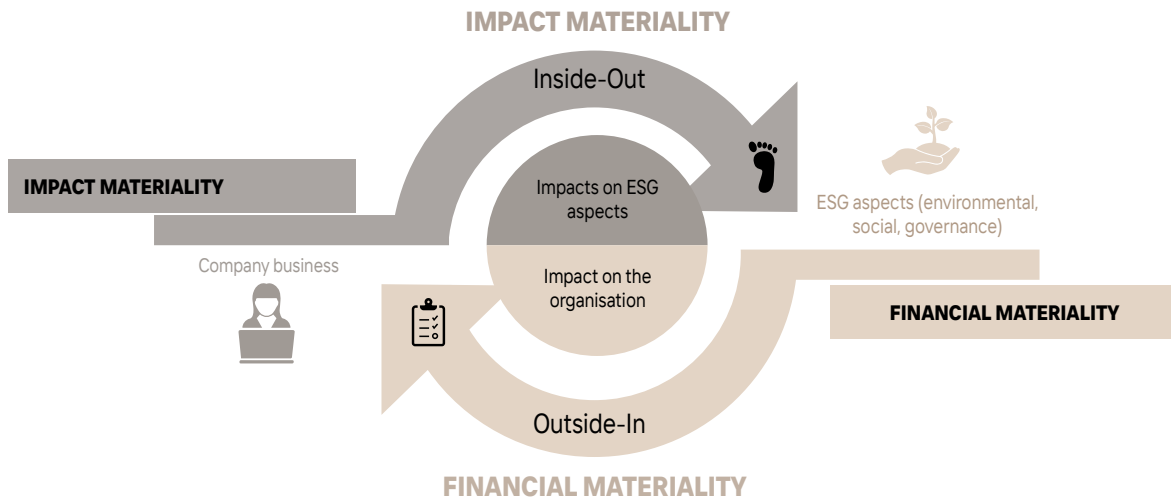 IMPACT MATERIALITY
Inside-Out
IMPACT MATERIALITY
Impacts on ESG
aspects
ESG aspects (environmental,
social, governance)
Company business
Impact on the
organisation
FINANCIAL MATERIALITY
Outside-In
FINANCIAL MATERIALITY